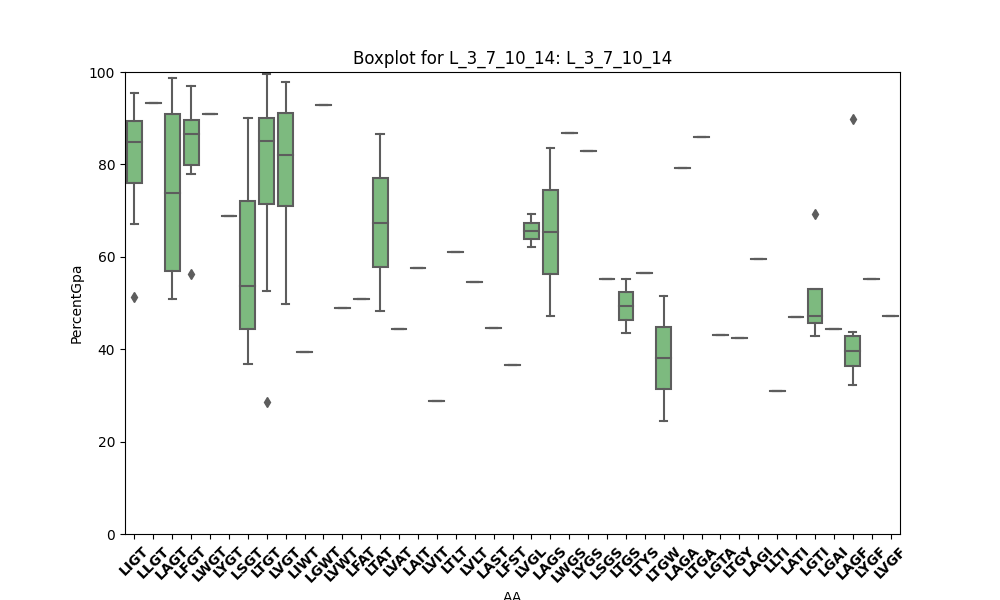 Boxplot for L_3_7_10_14: L_3_7_10_14
100
80
60
40
20
0
PercentGpa
LIGT LLGT LAGT LFGT LWGT LYGT LSGT LTGT LVGT LIWT LGWT LVWT LFAT LTAT LVAT LAIT LVIT LTLT LVLT LAST LFST LVGL LAGS LWGS LYGS LSGS LTGS LTYS LTGW LAGA LTGA LGTA LTGY LAGI LLTI LATI LGTI LGAI LAGF LYGF LVGF
AA